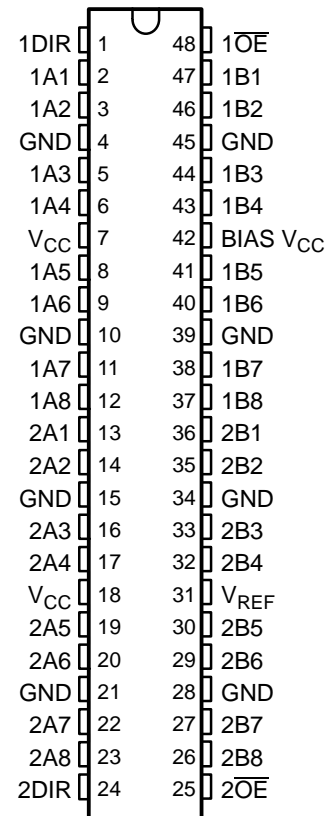 1DIR 1 48 1O̅E̅
1A1 2 47 1B1
1A2 3 46 1B2
GND 4 45 GND
1A3 5 44 1B3
1A4 6 43 1B4
VCC 7 42 BIAS VCC
1A5 8 41 1B5
1A6 9 40 1B6
GND 10 39 GND
1A7 11 38 1B7
1A8 12 37 1B8
2A1 13 36 2B1
2A2 14 35 2B2
GND 15 34 GND
2A3 16 33 2B3
2A4 17 32 2B4
VCC 18 31 VREF
2A5 19 30 2B5
2A6 20 29 2B6
GND 21 28 GND
2A7 22 27 2B7
2A8 23 26 2B8
2DIR 24 25 2O̅E̅